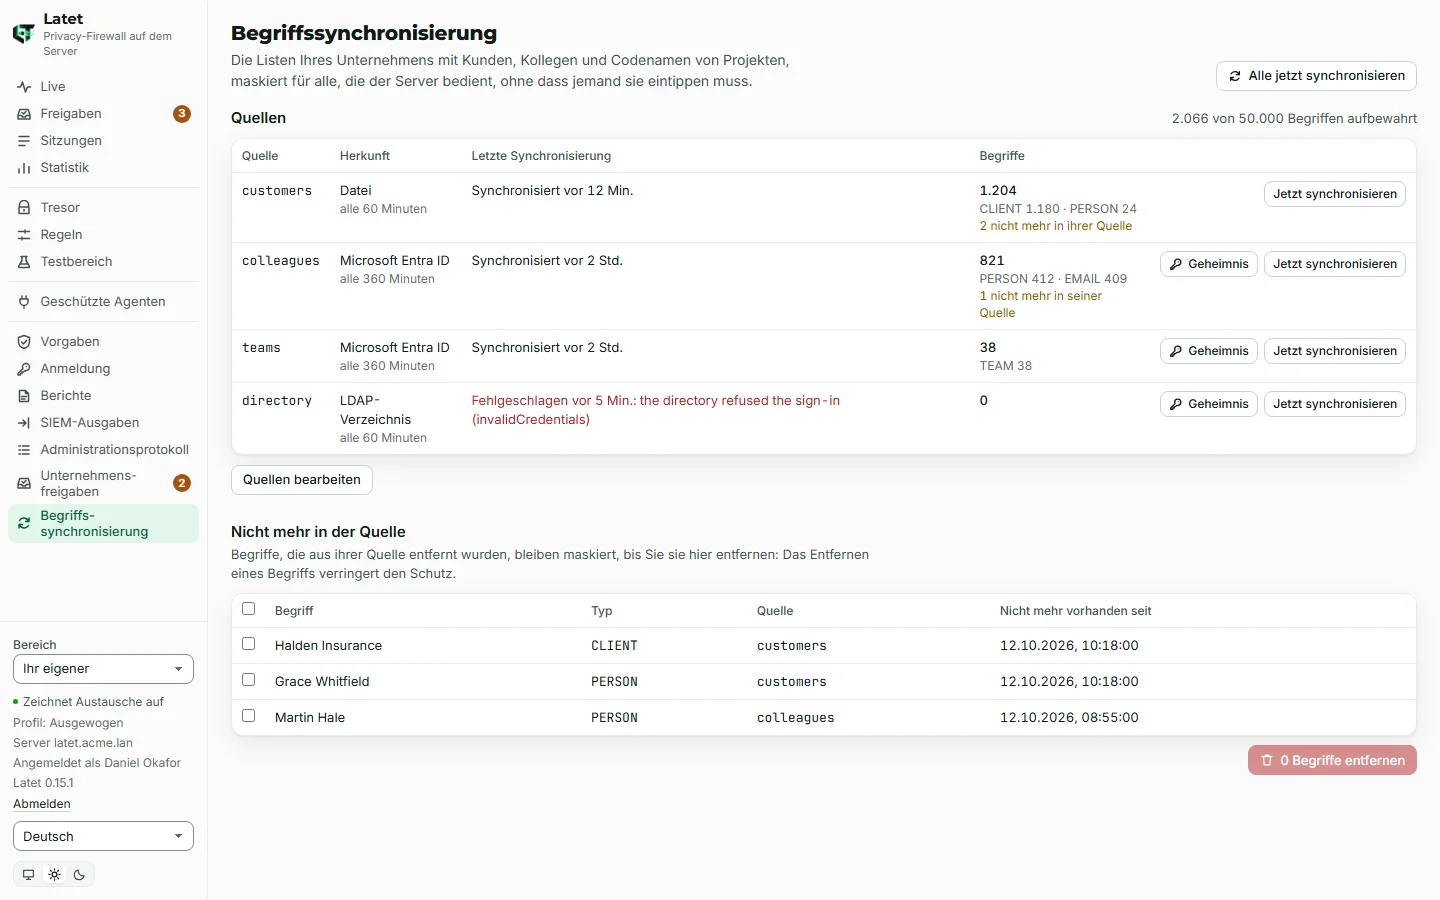 Latet
Privacy-Firewall auf dem
Server
Live
Freigaben 3
Sitzungen
Statistik
Tresor
Regeln
Testbereich
Geschützte Agenten
Vorgaben
Anmeldung
Berichte
SIEM-Ausgaben
Administrationsprotokoll
Unternehmens-
freigaben 2
Begriffs-
synchronisierung
Bereich
Ihr eigener
Zeichnet Austausche auf
Profil: Ausgewogen
Server latet.acme.lan
Angemeldet als Daniel Okafor
Latet 0.15.1
Abmelden
Deutsch
Begriffssynchronisierung
Die Listen Ihres Unternehmens mit Kunden, Kollegen und Codenamen von Projekten,
maskiert für alle, die der Server bedient, ohne dass jemand sie eintippen muss.
Alle jetzt synchronisieren
Quellen
2.066 von 50.000 Begriffen aufbewahrt
Quelle Herkunft Letzte Synchronisierung Begriffe
customers Datei Synchronisiert vor 12 Min. 1.204 Jetzt synchronisieren
alle 60 Minuten CLIENT 1.180 · PERSON 24
2 nicht mehr in ihrer Quelle
colleagues Microsoft Entra ID Synchronisiert vor 2 Std. 821 Geheimnis Jetzt synchronisieren
alle 360 Minuten PERSON 412 · EMAIL 409
1 nicht mehr in seiner
Quelle
teams Microsoft Entra ID Synchronisiert vor 2 Std. 38 Geheimnis Jetzt synchronisieren
alle 360 Minuten TEAM 38
directory LDAP- Fehlgeschlagen vor 5 Min.: the directory refused the sign-in 0 Geheimnis Jetzt synchronisieren
Verzeichnis (invalidCredentials)
alle 60 Minuten
Quellen bearbeiten
Nicht mehr in der Quelle
Begriffe, die aus ihrer Quelle entfernt wurden, bleiben maskiert, bis Sie sie hier entfernen: Das Entfernen
eines Begriffs verringert den Schutz.
Begriff Typ Quelle Nicht mehr vorhanden seit
Halden Insurance CLIENT customers 12.10.2026, 10:18:00
Grace Whitfield PERSON customers 12.10.2026, 10:18:00
Martin Hale PERSON colleagues 12.10.2026, 08:55:00
0 Begriffe entfernen